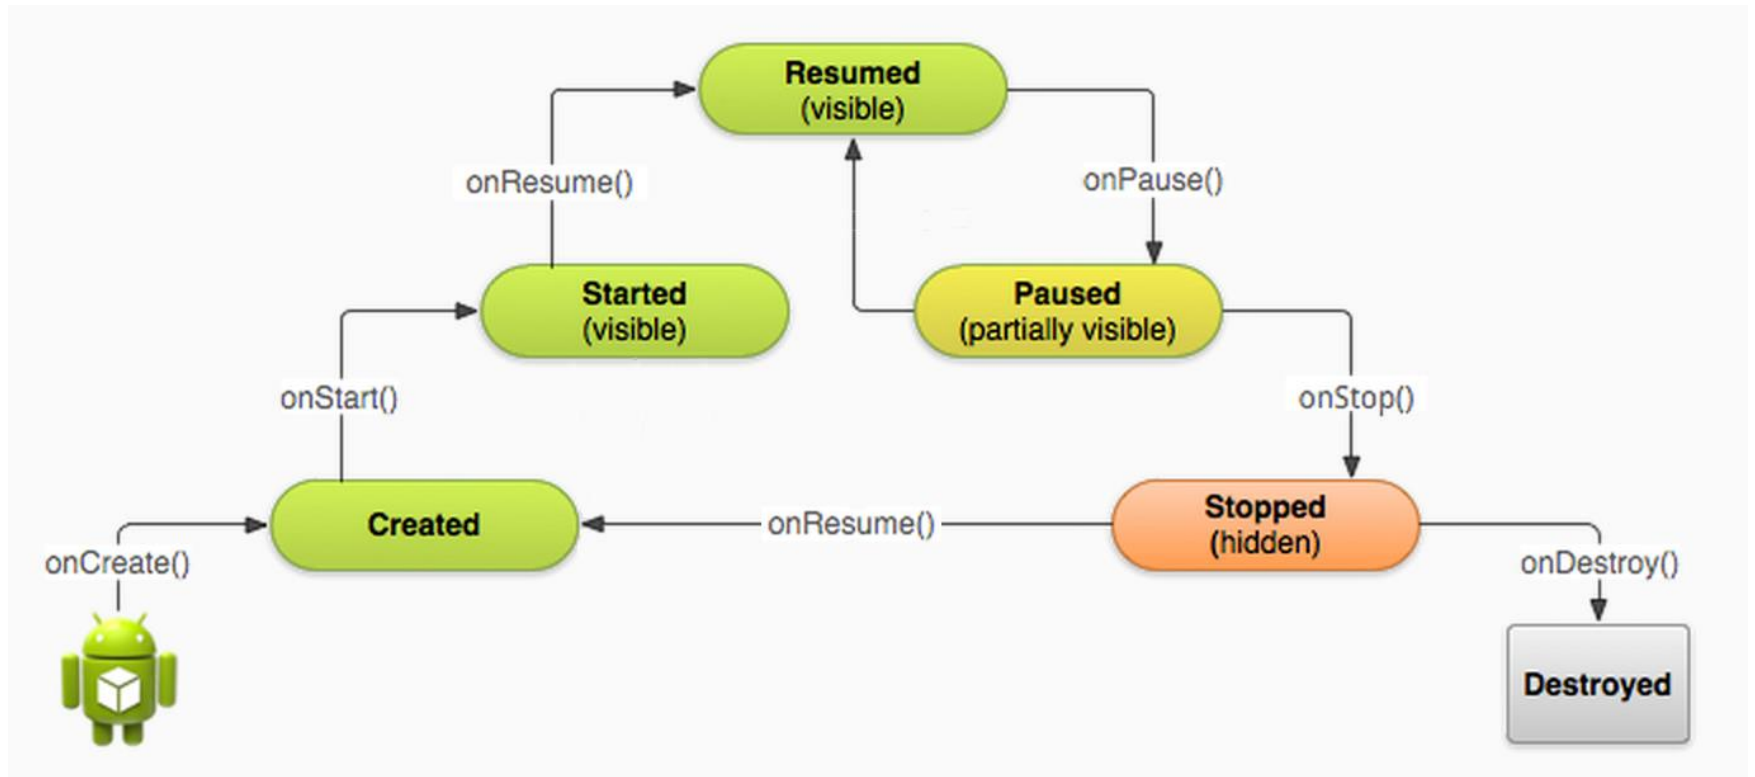 Resumed
(visible)
onResume()
onPause()
Started
(visible)
Paused
(partially visible)
onStart()
onStop()
Created
onResume()
Stopped
(hidden)
onCreate()
onDestroy()
Destroyed